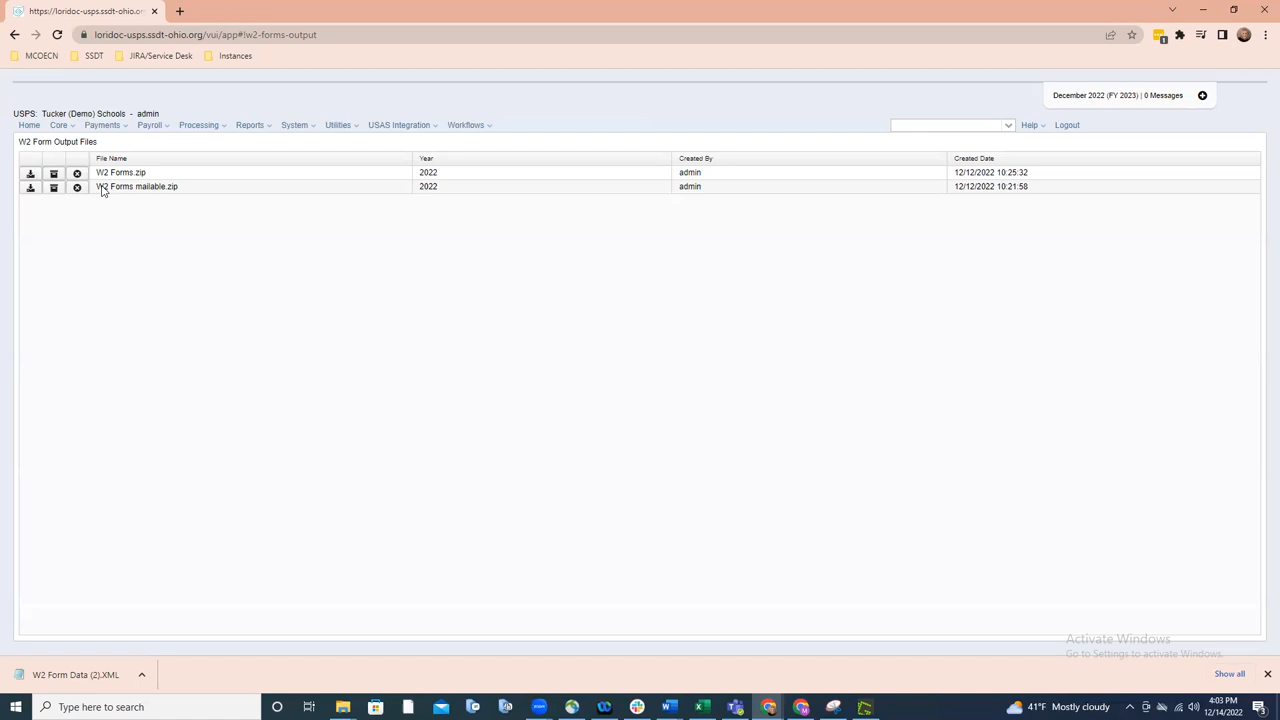 https://loridoc-usps.ssdt-ohio.org
loridoc-usps.ssdt-ohio.org/vui/app#!w2-forms-output
MCOECN SSDT JIRA/Service Desk Instances
December 2022 (FY 2023) | 0 Messages
USPS: Tucker (Demo) Schools - admin
Home Core Payments Payroll Processing Reports System Utilities USAS Integration Workflows Help Logout
W2 Form Output Files
File Name Year Created By Created Date
W2 Forms.zip 2022 admin 12/12/2022 10:25:32
W2 Forms mailable.zip 2022 admin 12/12/2022 10:21:58
Activate Windows
Go to Settings to activate Windows.
W2 Form Data (2).XML Show all
Type here to search 41°F Mostly cloudy 4:03 PM
12/14/2022